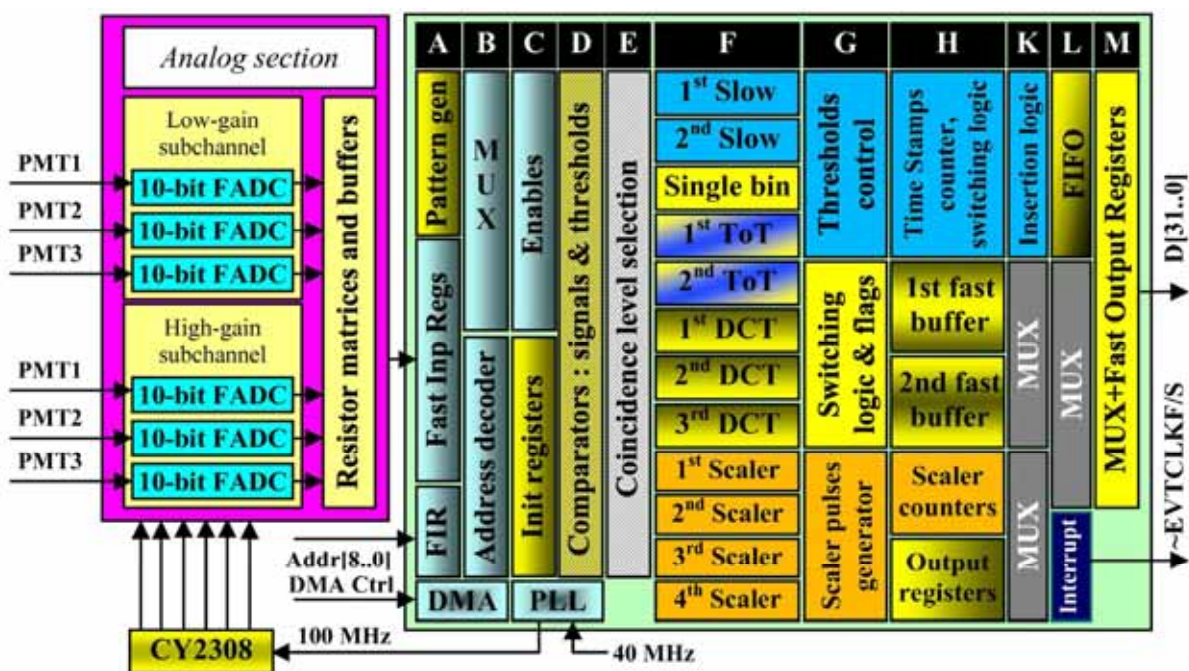 Analog section
Low-gain
subchannel
PMT1
10-bit FADC
PMT2
10-bit FADC
PMT3
10-bit FADC
High-gain
subchannel
PMT1
10-bit FADC
PMT2
10-bit FADC
PMT3
10-bit FADC
Resistor matrices and buffers
CY2308
100 MHz
40 MHz
Addr[8..0]
DMA Ctrl
A B C D E F G H K L M
Pattern gen
Fast Inp Regs
FIR
MUX
Address decoder
Enables
Init registers
DMA
PLL
Comparators : signals & thresholds
Coincidence level selection
1st Slow
2nd Slow
Single bin
1st ToT
2nd ToT
1st DCT
2nd DCT
3rd DCT
1st Scaler
2nd Scaler
3rd Scaler
4th Scaler
Thresholds
control
Switching
logic & flags
Scaler pulses
generator
Time Stamps
counter,
switching logic
1st fast
buffer
2nd fast
buffer
Scaler
counters
Output
registers
Insertion logic
MUX
MUX
FIFO
MUX
Interrupt
MUX+Fast Output Registers
D[31..0]
~EVTCLKF/S